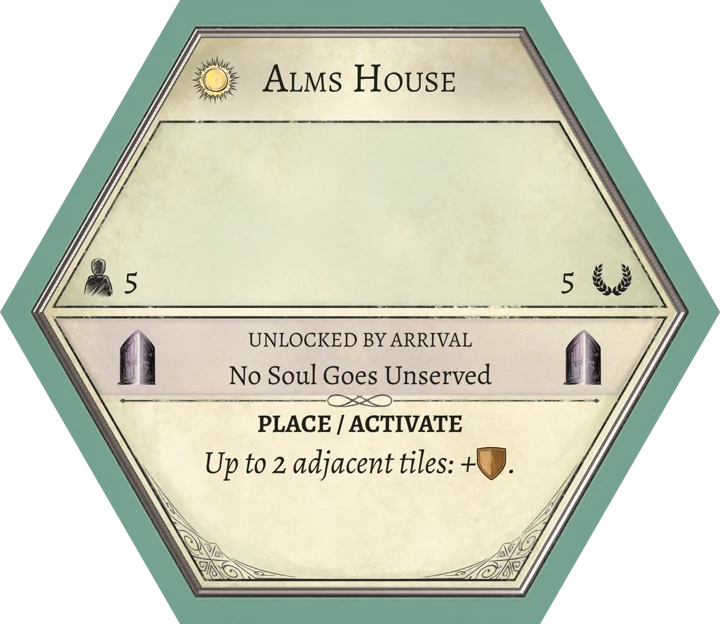 Alms House
5
5
UNLOCKED BY ARRIVAL
No Soul Goes Unserved
PLACE / ACTIVATE
Up to 2 adjacent tiles: + .